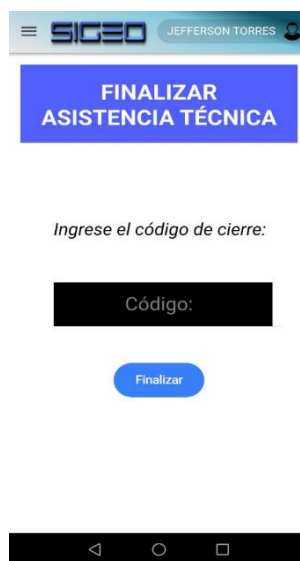 SIGEO
JEFFERSON TORRES
FINALIZAR
ASISTENCIA TÉCNICA
Ingrese el código de cierre:
Código:
Finalizar